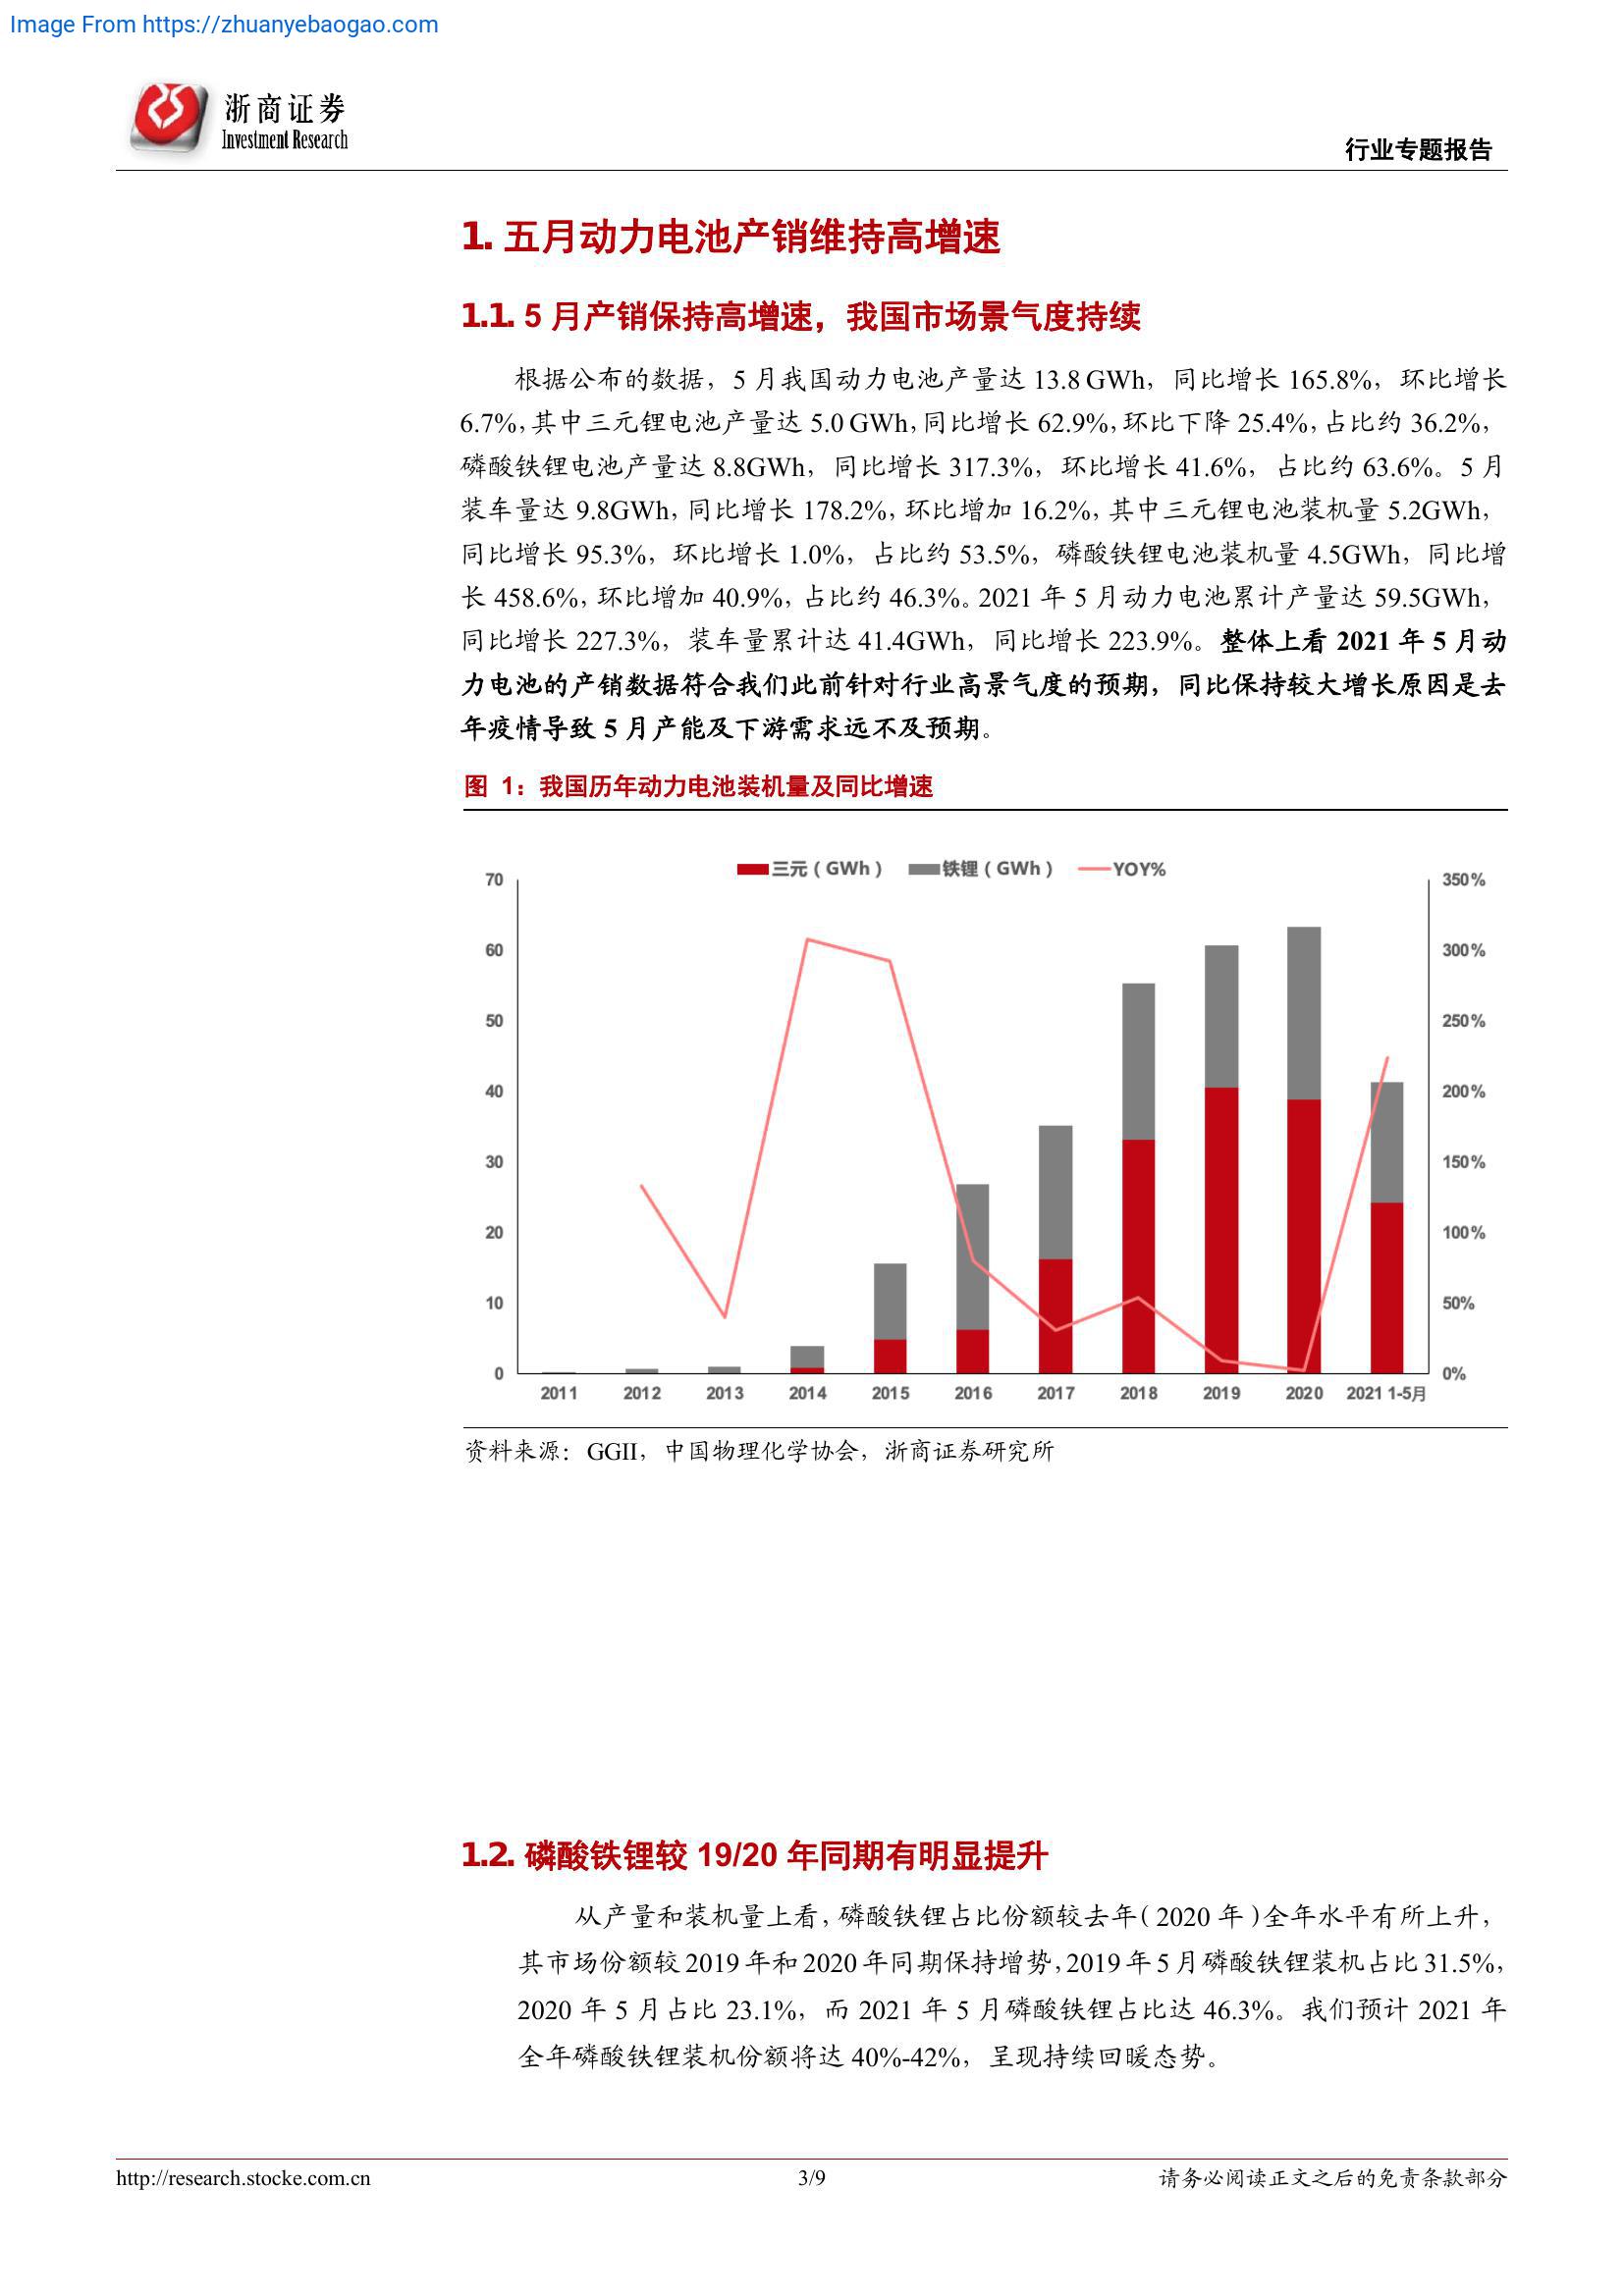 Image From https://zhuanyebaogao.com
浙商证券
Investment Research
行业专题报告
1. 五月动力电池产销维持高增速
1.1. 5 月产销保持高增速，我国市场景气度持续
根据公布的数据，5 月我国动力电池产量达 13.8 GWh，同比增长 165.8%，环比增长
6.7%，其中三元锂电池产量达 5.0 GWh，同比增长 62.9%，环比下降 25.4%，占比约 36.2%，
磷酸铁锂电池产量达 8.8GWh，同比增长 317.3%，环比增长 41.6%，占比约 63.6%。5 月
装车量达 9.8GWh，同比增长 178.2%，环比增加 16.2%，其中三元锂电池装机量 5.2GWh，
同比增长 95.3%，环比增长 1.0%，占比约 53.5%，磷酸铁锂电池装机量 4.5GWh，同比增
长 458.6%，环比增加 40.9%，占比约 46.3%。2021 年 5 月动力电池累计产量达 59.5GWh，
同比增长 227.3%，装车量累计达 41.4GWh，同比增长 223.9%。整体上看 2021 年 5 月动
力电池的产销数据符合我们此前针对行业高景气度的预期，同比保持较大增长原因是去
年疫情导致 5 月产能及下游需求远不及预期。
图 1：我国历年动力电池装机量及同比增速
三元（GWh） 铁锂（GWh） YOY%
70 350%
60 300%
50 250%
40 200%
30 150%
20 100%
10 50%
0 0%
2011 2012 2013 2014 2015 2016 2017 2018 2019 2020 2021 1-5月
资料来源：GGII，中国物理化学协会，浙商证券研究所
1.2. 磷酸铁锂较 19/20 年同期有明显提升
从产量和装机量上看，磷酸铁锂占比份额较去年（2020 年）全年水平有所上升，
其市场份额较 2019 年和 2020 年同期保持增势，2019 年 5 月磷酸铁锂装机占比 31.5%，
2020 年 5 月占比 23.1%，而 2021 年 5 月磷酸铁锂占比达 46.3%。我们预计 2021 年
全年磷酸铁锂装机份额将达 40%-42%，呈现持续回暖态势。
http://research.stocke.com.cn 3/9 请务必阅读正文之后的免责条款部分